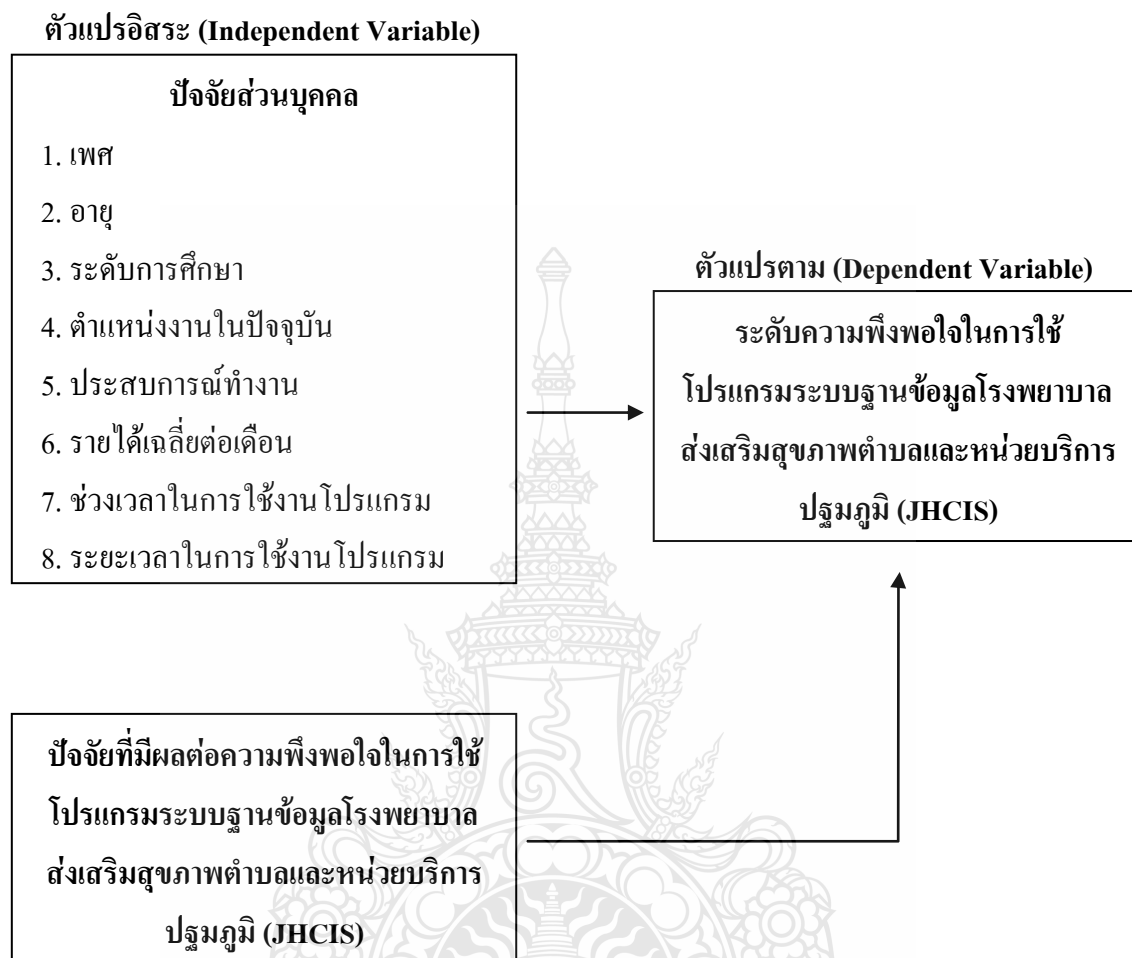 ตัวแปรอิสระ (Independent Variable)
ปัจจัยส่วนบุคคล
1. เพศ
2. อายุ
3. ระดับการศึกษา
4. ตำแหน่งงานในปัจจุบัน
5. ประสบการณ์ทำงาน
6. รายได้เฉลี่ยต่อเดือน
7. ช่วงเวลาในการใช้งานโปรแกรม
8. ระยะเวลาในการใช้งานโปรแกรม
ตัวแปรตาม (Dependent Variable)
ระดับความพึงพอใจในการใช้
โปรแกรมระบบฐานข้อมูลโรงพยาบาล
ส่งเสริมสุขภาพตำบลและหน่วยบริการ
ปฐมภูมิ (JHCIS)
ปัจจัยที่มีผลต่อความพึงพอใจในการใช้
โปรแกรมระบบฐานข้อมูลโรงพยาบาล
ส่งเสริมสุขภาพตำบลและหน่วยบริการ
ปฐมภูมิ (JHCIS)